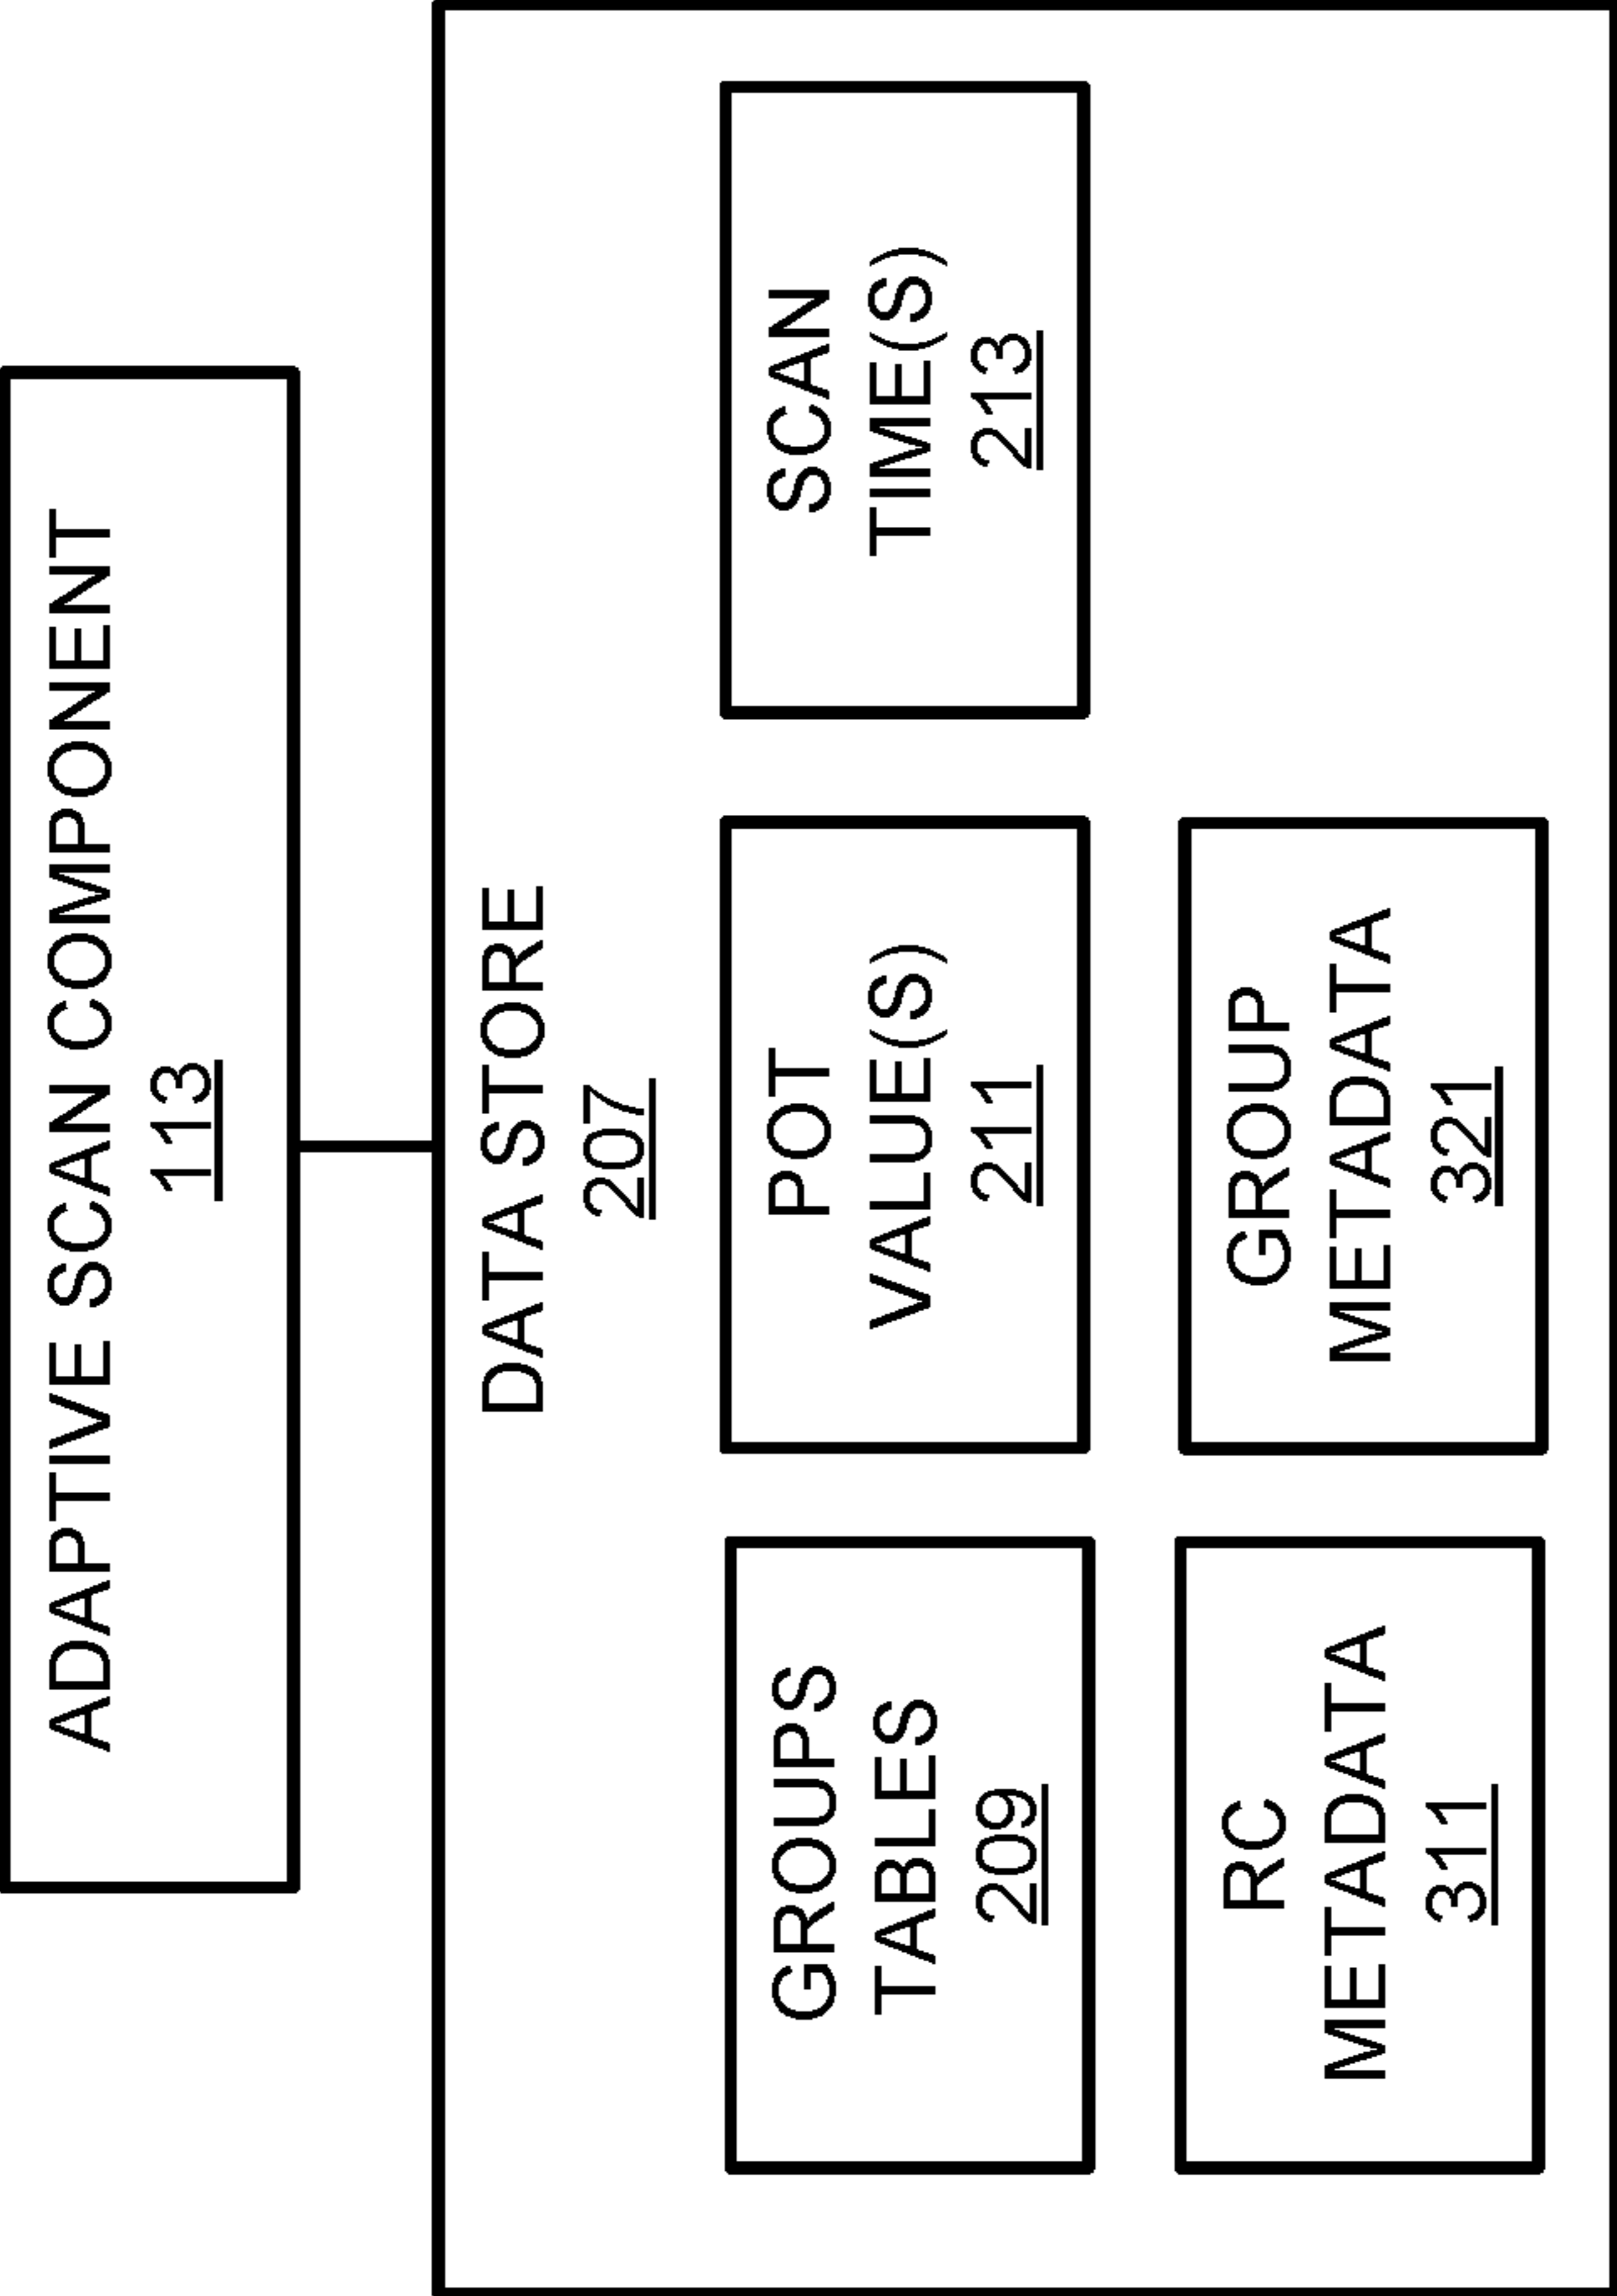 ADAPTIVE SCAN COMPONENT
113
DATA STORE
207
GROUPS
TABLES
209
POT
VALUE(S)
211
SCAN
TIME(S)
213
RC
METADATA
311
GROUP
METADATA
321